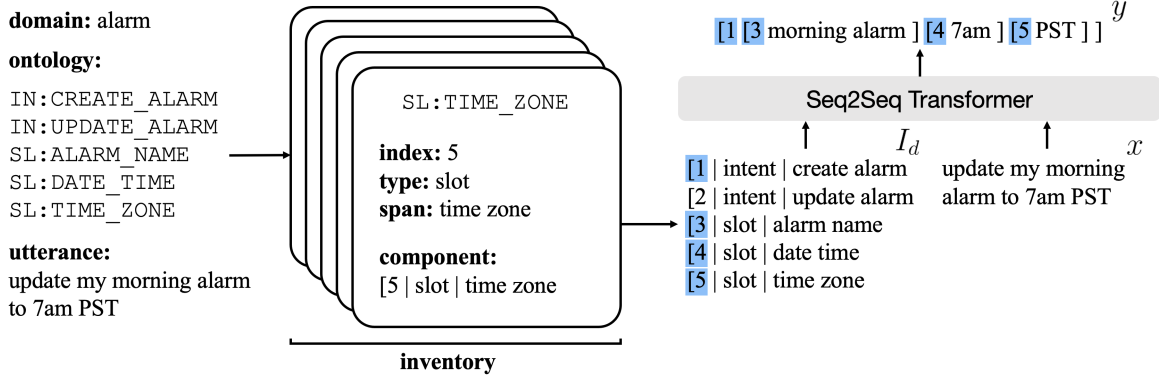 domain: alarm
ontology:
IN:CREATE_ALARM
IN:UPDATE_ALARM
SL:ALARM_NAME
SL:DATE_TIME
SL:TIME_ZONE
utterance:
update my morning alarm
to 7am PST
SL:TIME_ZONE
index: 5
type: slot
span: time zone
component:
[5 | slot | time zone
inventory
y
[1 [3 morning alarm ] [4 7am ] [5 PST ] ]
Seq2Seq Transformer
I_d
x
[1 | intent | create alarm
[2 | intent | update alarm
[3 | slot | alarm name
[4 | slot | date time
[5 | slot | time zone
update my morning
alarm to 7am PST